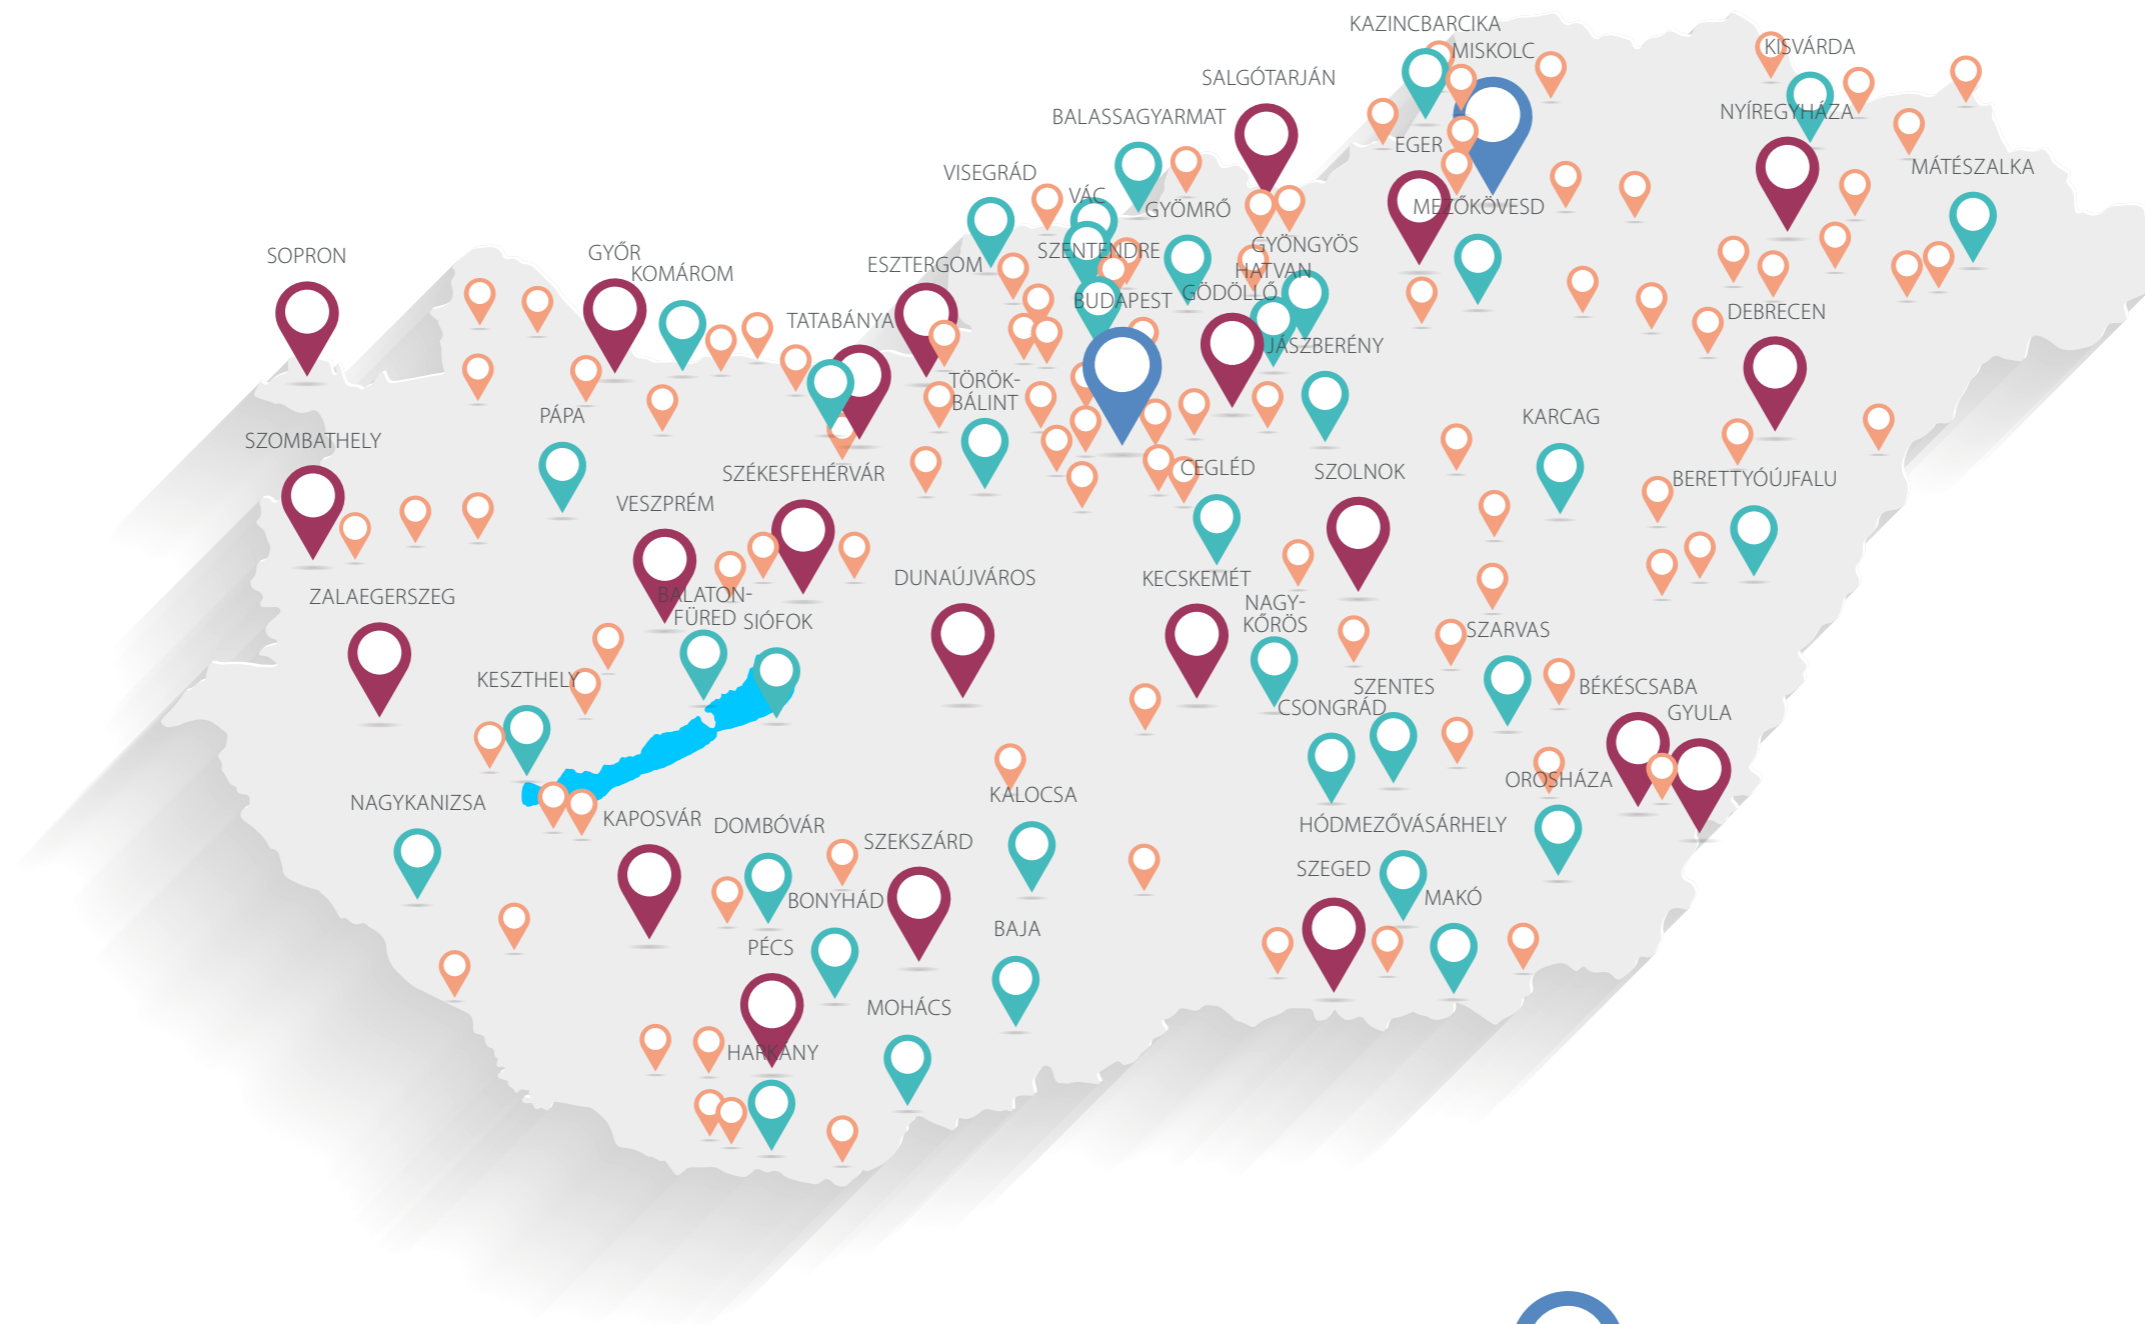 KAZINCBARCIKA
MISKOLC
KISVÁRDA
SALGÓTARJÁN
BALASSAGYARMAT
NYÍREGYHÁZA
EGER
MÁTÉSZALKA
VISEGRÁD
VÁC
GYÖMRŐ
MEZŐKÖVESD
SZENTENDRE
GYÖNGYÖS
SOPRON
GYŐR
KOMÁROM
ESZTERGOM
HATVAN
BUDAPEST
GÖDÖLLŐ
TATABÁNYA
DEBRECEN
JÁSZBERÉNY
TÖRÖK-
BÁLINT
PÁPA
KARCAG
SZOMBATHELY
SZÉKESFEHÉRVÁR
CEGLÉD
SZOLNOK
BERETTYÓÚJFALU
VESZPRÉM
DUNAÚJVÁROS
KECSKEMÉT
ZALAEGERSZEG
BALATON-
FÜRED
SIÓFOK
NAGY-
KŐRÖS
SZARVAS
KESZTHELY
SZENTES
BÉKÉSCSABA
CSONGRÁD
GYULA
OROSHÁZA
NAGYKANIZSA
KALOCSA
KAPOSVÁR
DOMBÓVÁR
SZEKSZÁRD
HÓDMEZŐVÁSÁRHELY
SZEGED
BONYHÁD
MAKÓ
BAJA
PÉCS
MOHÁCS
HARKÁNY